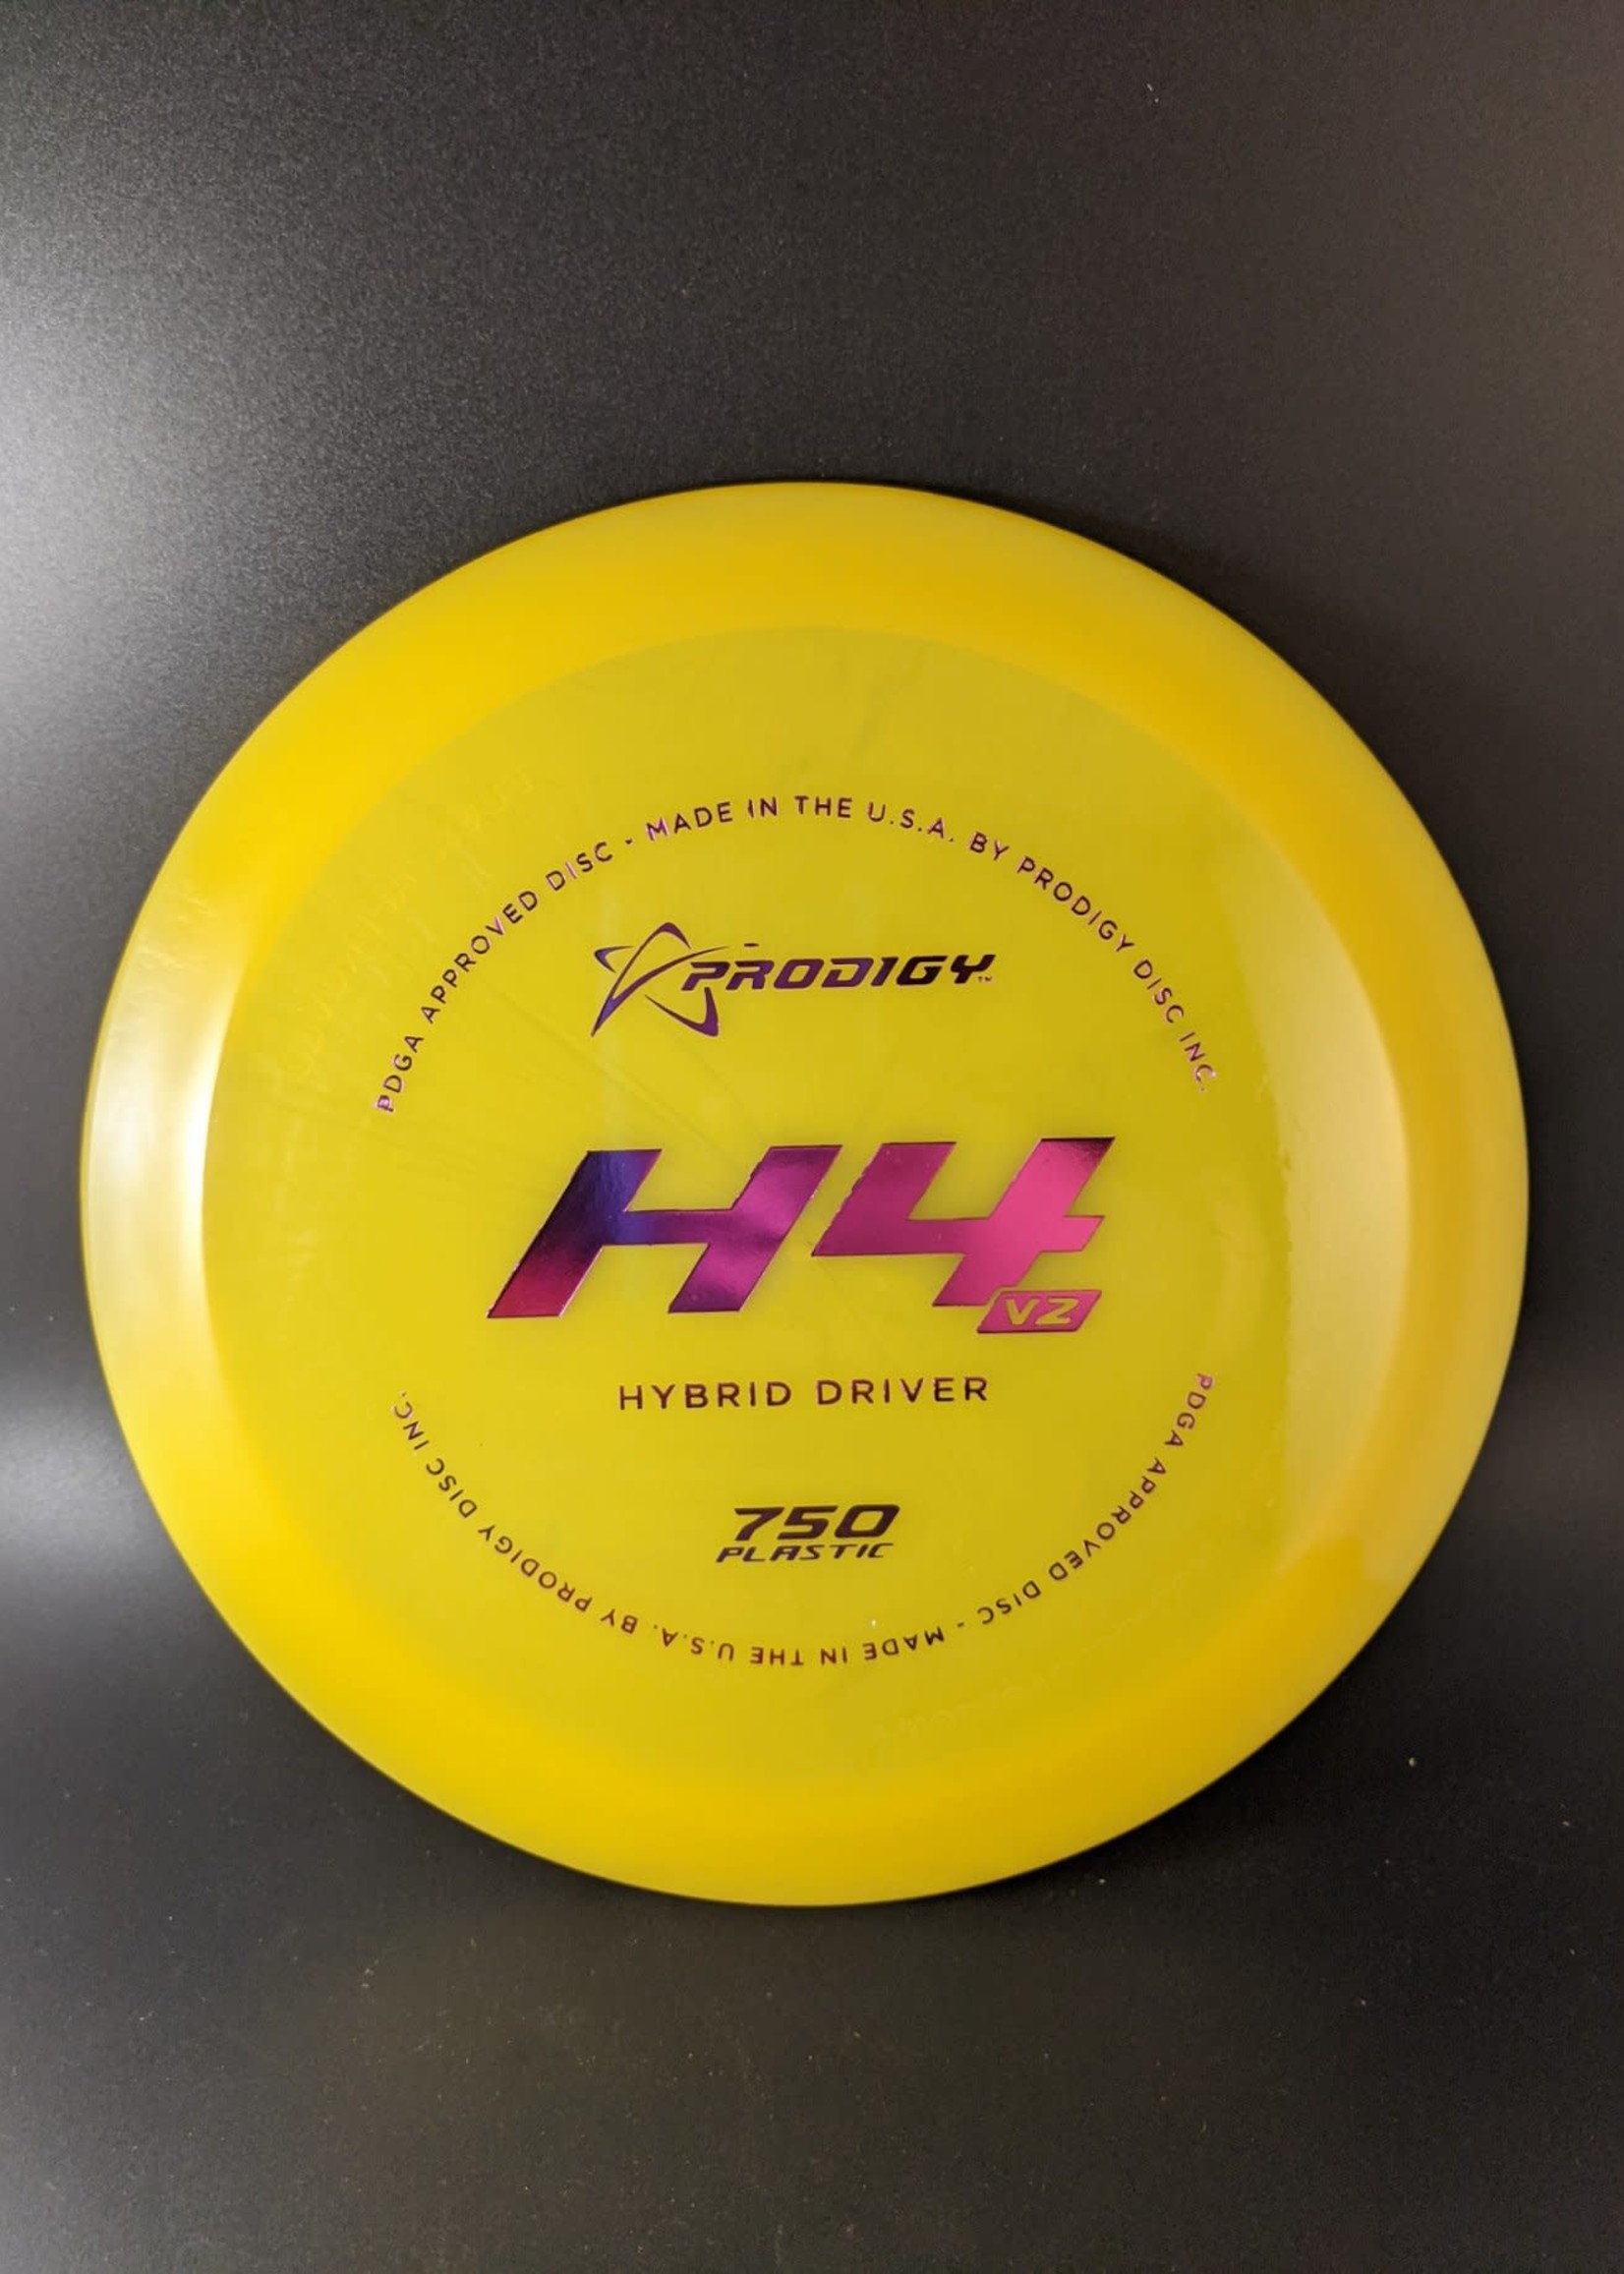 PDGA APPROVED DISC - MADE IN THE U.S.A. BY PRODIGY DISC INC.
PRODIGY™
H4
V2
HYBRID DRIVER
750
PLASTIC
PDGA APPROVED DISC - MADE IN THE U.S.A. BY PRODIGY DISC INC.